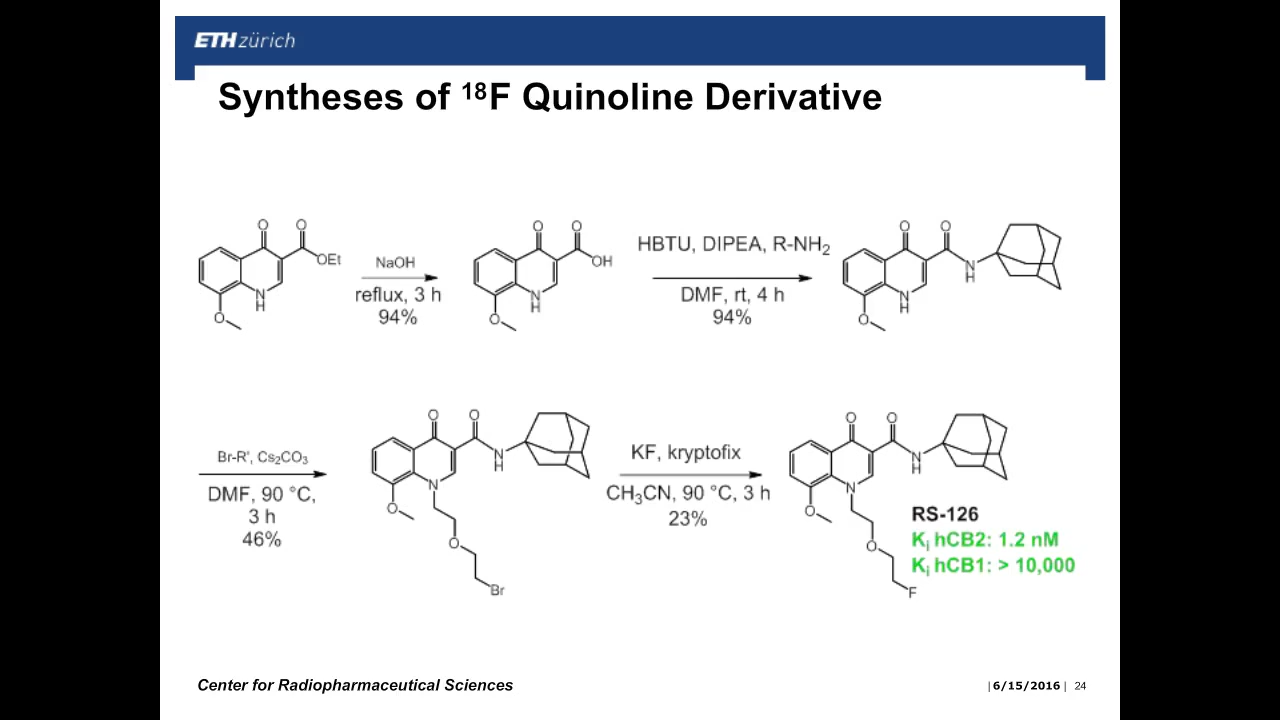 ETH zürich
Syntheses of ¹⁸F Quinoline Derivative
O O
OEt
N
H
O
NaOH
reflux, 3 h
94%
O O
OH
N
H
O
HBTU, DIPEA, R-NH₂
DMF, rt, 4 h
94%
O O
N
H
N
H
O
Br-R', Cs₂CO₃
DMF, 90 °C,
3 h
46%
O O
N
H
N
O
O
Br
KF, kryptofix
CH₃CN, 90 °C, 3 h
23%
O O
N
H
N
O
O
F
RS-126
Kᵢ hCB2: 1.2 nM
Kᵢ hCB1: > 10,000
Center for Radiopharmaceutical Sciences
| 6/15/2016 | 24